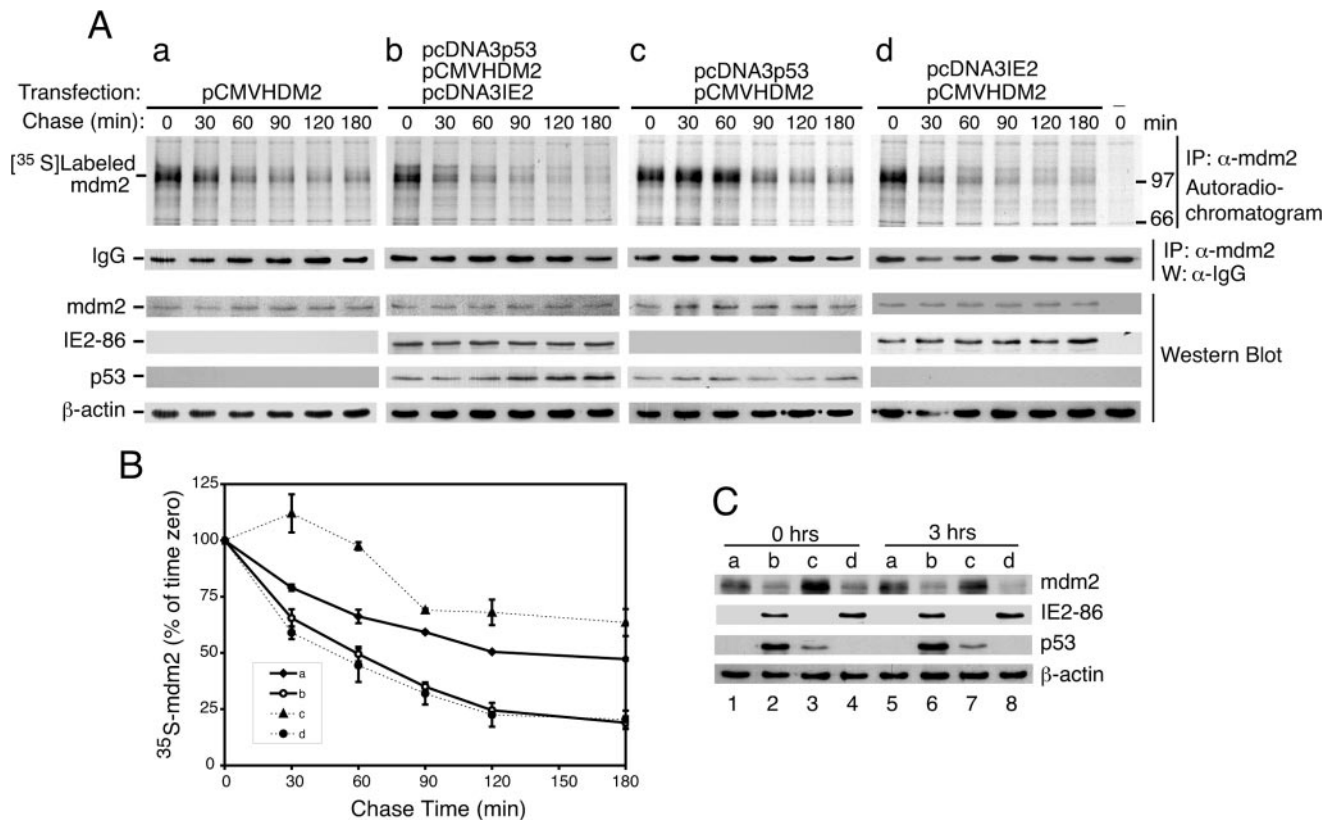 A
a
b
c
d
pcDNA3p53
pCMVHDM2
pcDNA3IE2
pcDNA3p53
pCMVHDM2
pcDNA3IE2
pCMVHDM2
Transfection: pCMVHDM2 –
Chase (min): 0 30 60 90 120 180 0 30 60 90 120 180 0 30 60 90 120 180 0 30 60 90 120 180 0 min
[³⁵ S]Labeled
mdm2
97
66
IP: α-mdm2
Autoradio-
chromatogram
IgG
IP: α-mdm2
W: α-IgG
mdm2
IE2-86
p53
β-actin
Western Blot
B
³⁵S-mdm2 (% of time zero)
125
100
75
50
25
0
a
b
c
d
0 30 60 90 120 150 180
Chase Time (min)
C
0 hrs 3 hrs
a b c d a b c d
mdm2
IE2-86
p53
β-actin
1 2 3 4 5 6 7 8